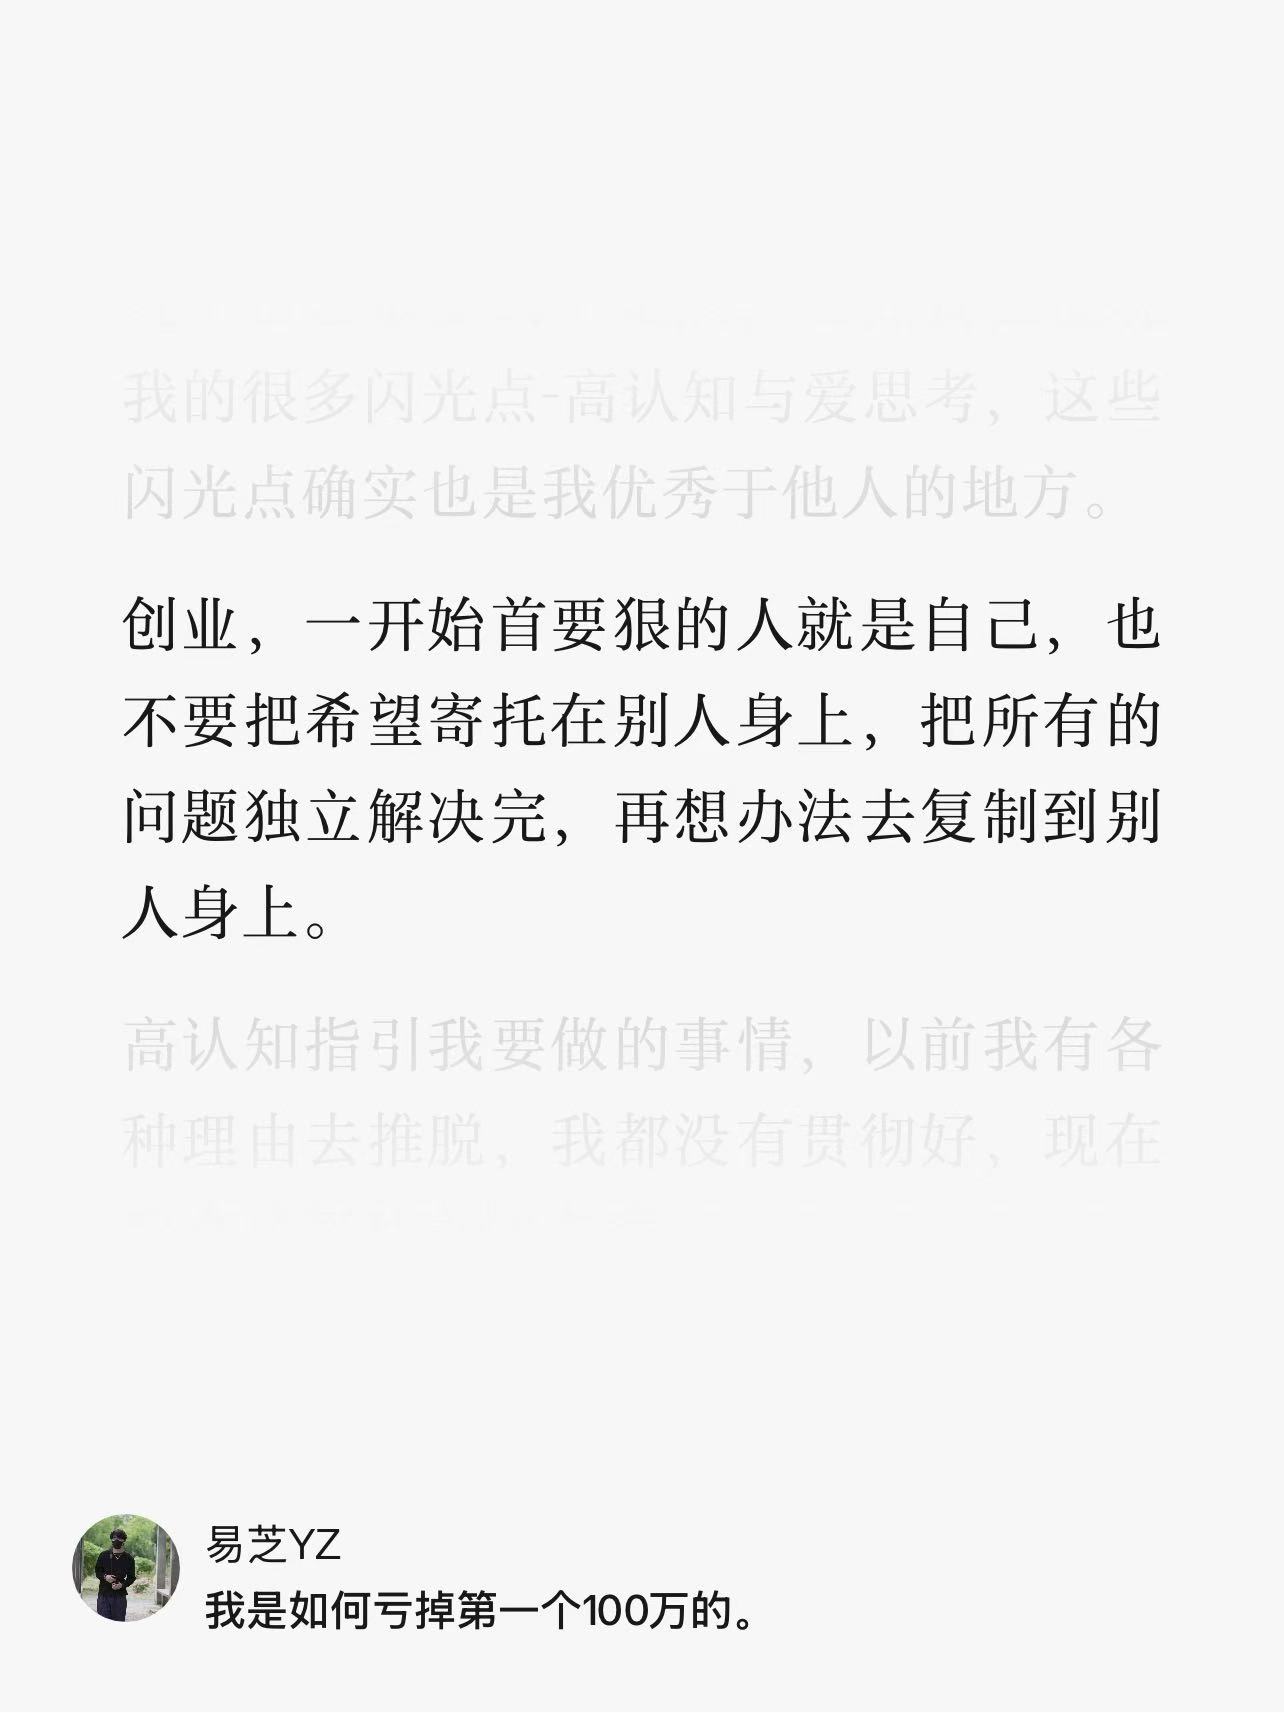 我的很多闪光点-高认知与爱思考，这些
闪光点确实也是我优秀于他人的地方。
创业，一开始首要狠的人就是自己，也
不要把希望寄托在别人身上，把所有的
问题独立解决完，再想办法去复制到别
人身上。
高认知指引我要做的事情，以前我有各
种理由去推脱，我都没有贯彻好，现在
易芝YZ
我是如何亏掉第一个100万的。